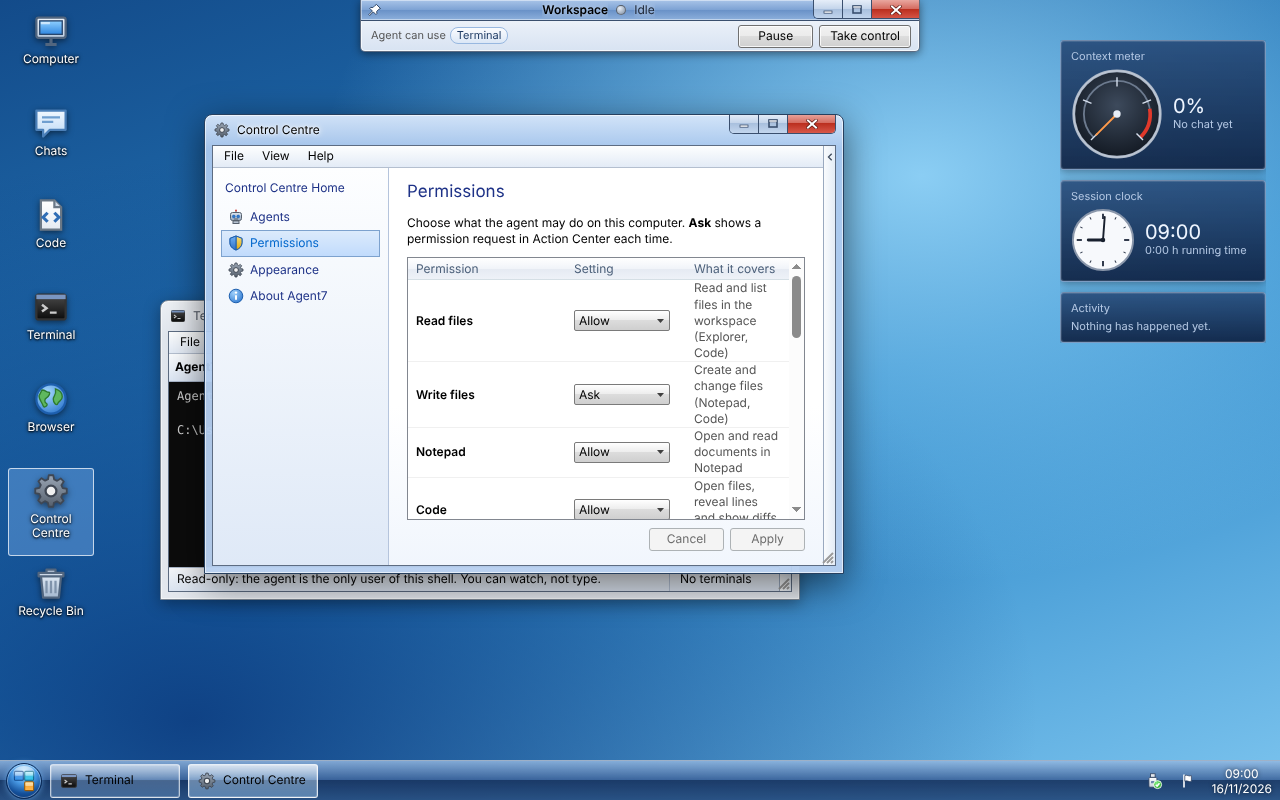 Workspace Idle
Agent can use Terminal
Pause
Take control
Computer
Chats
Code
Terminal
Browser
Control
Centre
Recycle Bin
Context meter
0%
No chat yet
Session clock
09:00
0:00 h running time
Activity
Nothing has happened yet.
Control Centre
File View Help
Control Centre Home
Agents
Permissions
Appearance
About Agent7
Permissions
Choose what the agent may do on this computer. Ask shows a
permission request in Action Center each time.
Permission Setting What it covers
Read files Allow
Read and list
files in the
workspace
(Explorer,
Code)
Write files Ask
Create and
change files
(Notepad,
Code)
Notepad Allow
Open and read
documents in
Notepad
Code Allow
Open files,
reveal lines
and show diffs
Cancel
Apply
File
Read-only: the agent is the only user of this shell. You can watch, not type.
No terminals
Terminal
Control Centre
09:00
16/11/2026